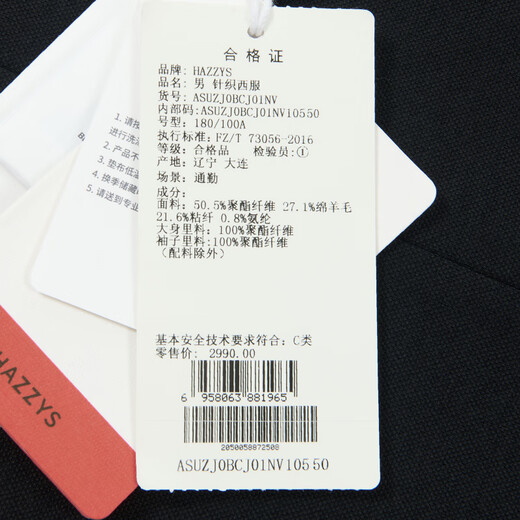 合格证
品牌: HAZZYS
品名: 男 针织西服
货号: ASUZJ0BCJ01NV
内部码: ASUZJ0BCJ01NV10550
号型: 180/100A
执行标准: FZ/T 73056-2016
等级: 合格品 检验员: ①
产地: 辽宁 大连
场景: 通勤
成分:
面料: 50.5%聚酯纤维 27.1%绵羊毛
21.6%粘纤 0.8%氨纶
大身里料: 100%聚酯纤维
袖子里料: 100%聚酯纤维
(配料除外)
基本安全技术要求符合: C类
零售价: 2990.00
6 958063 881965
2050058872508
ASUZJ0BCJ01NV10550
1. 请按
进行洗涤
2. 产品不
3. 垫布低温
4. 换季储藏
5. 请送到专业
HAZZYS